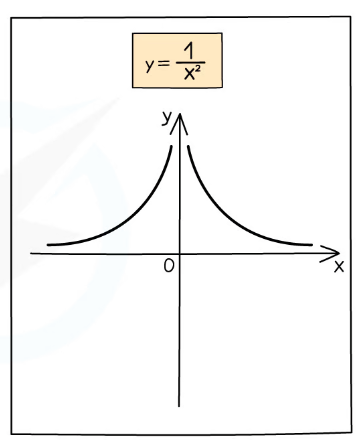 y = 1/x²
y
0
x